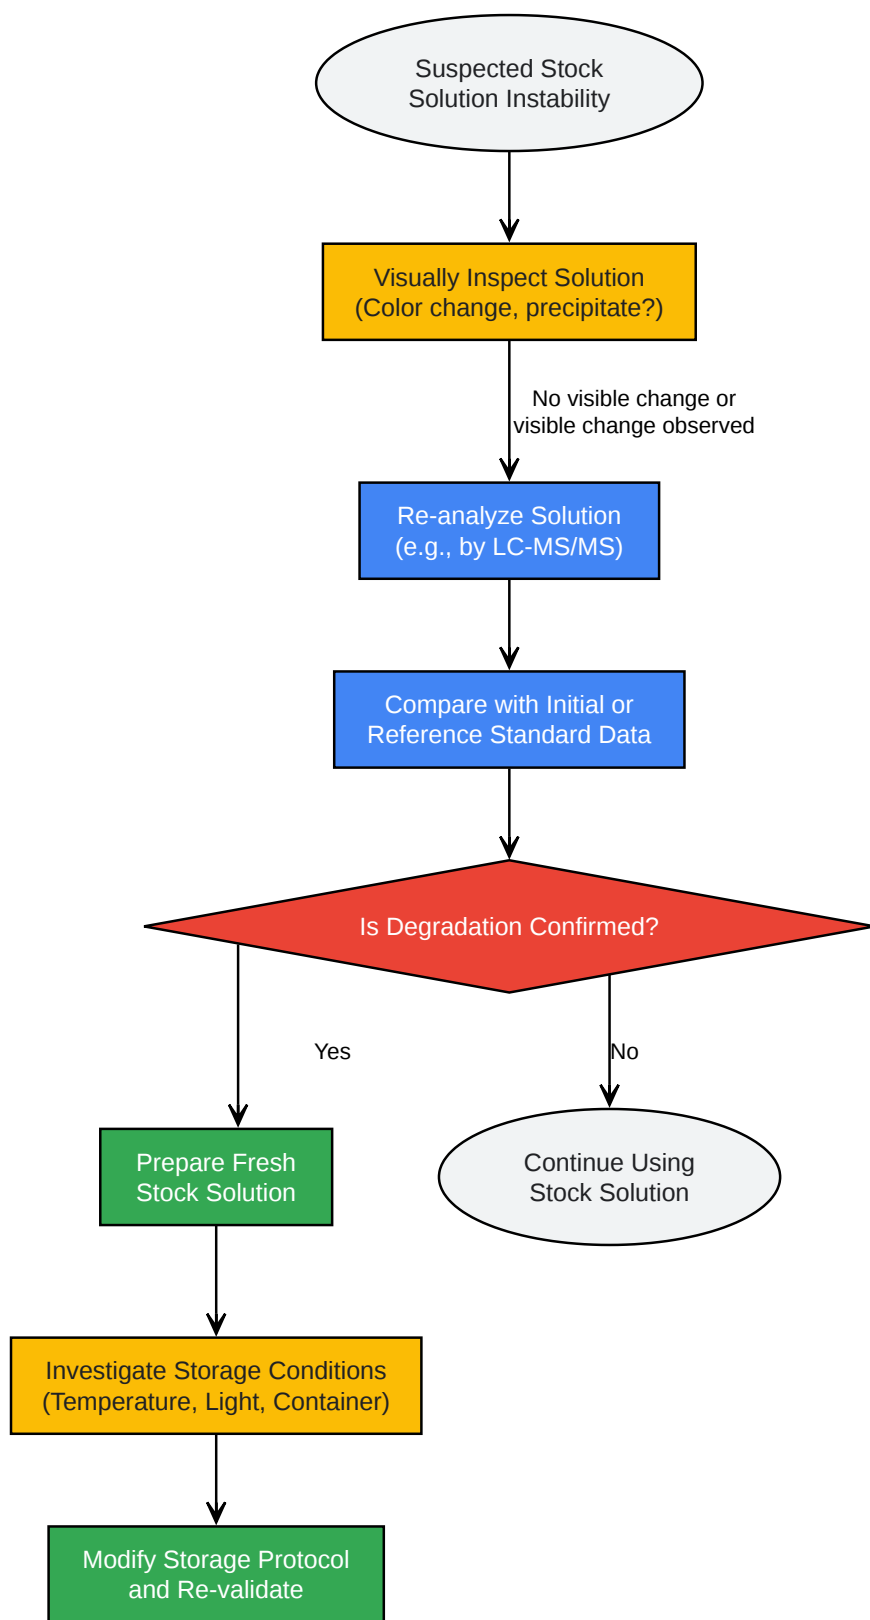 Suspected Stock
Solution Instability
Visually Inspect Solution
(Color change, precipitate?)
No visible change or
visible change observed
Re-analyze Solution
(e.g., by LC-MS/MS)
Compare with Initial or
Reference Standard Data
Is Degradation Confirmed?
Yes
No
Prepare Fresh
Stock Solution
Continue Using
Stock Solution
Investigate Storage Conditions
(Temperature, Light, Container)
Modify Storage Protocol
and Re-validate